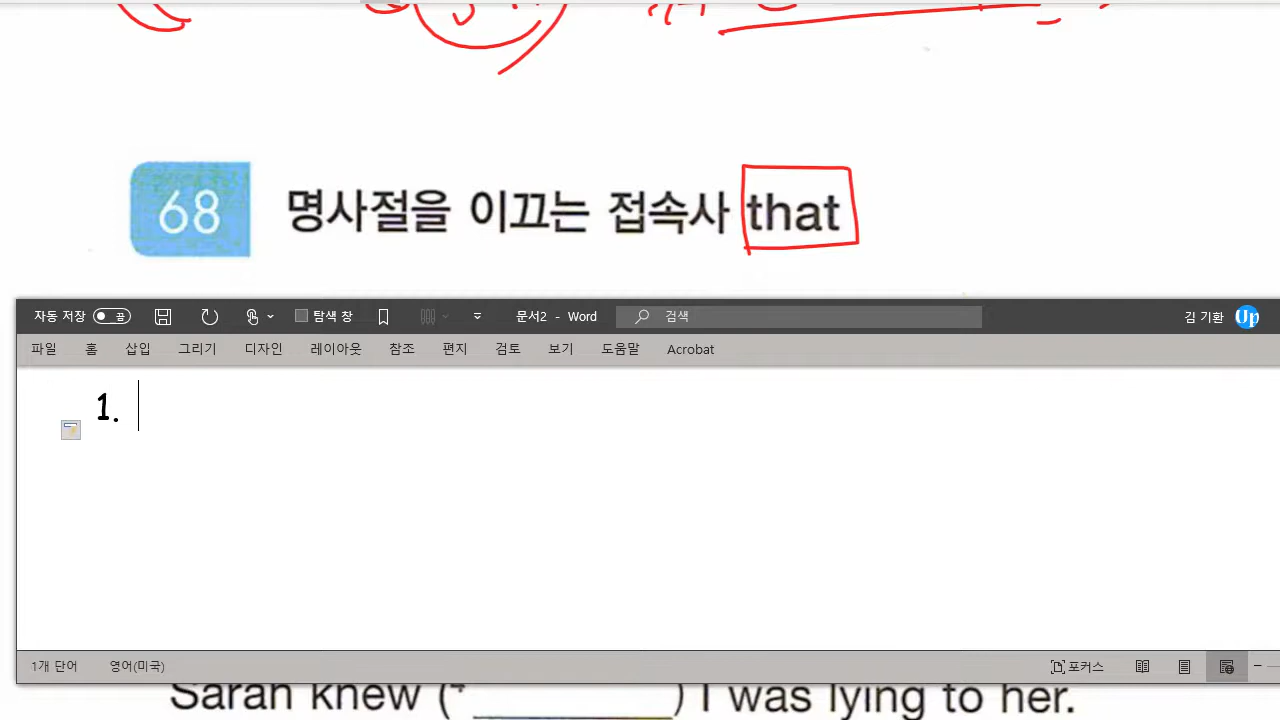 68 명사절을 이끄는 접속사 that
자동 저장 끔 탐색 창 문서2 - Word 검색 김 기환 Up
파일 홈 삽입 그리기 디자인 레이아웃 참조 편지 검토 보기 도움말 Acrobat
1.
1개 단어 영어(미국) 포커스
Sarah knew (4 ________) I was lying to her.